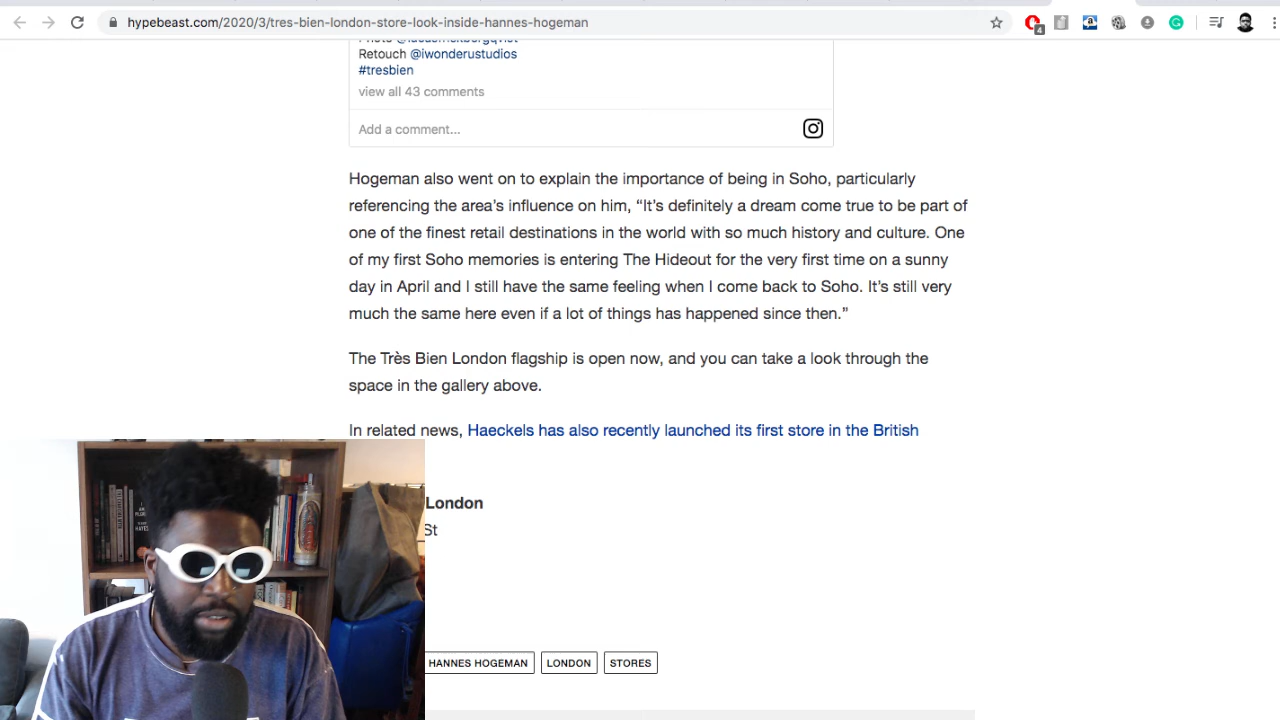 hypebeast.com/2020/3/tres-bien-london-store-look-inside-hannes-hogeman
4
Retouch @iwonderustudios
#tresbien
view all 43 comments
Add a comment...
Hogeman also went on to explain the importance of being in Soho, particularly
referencing the area’s influence on him, “It’s definitely a dream come true to be part of
one of the finest retail destinations in the world with so much history and culture. One
of my first Soho memories is entering The Hideout for the very first time on a sunny
day in April and I still have the same feeling when I come back to Soho. It’s still very
much the same here even if a lot of things has happened since then.”
The Très Bien London flagship is open now, and you can take a look through the
space in the gallery above.
In related news, Haeckels has also recently launched its first store in the British
London
St
HANNES HOGEMAN
LONDON
STORES